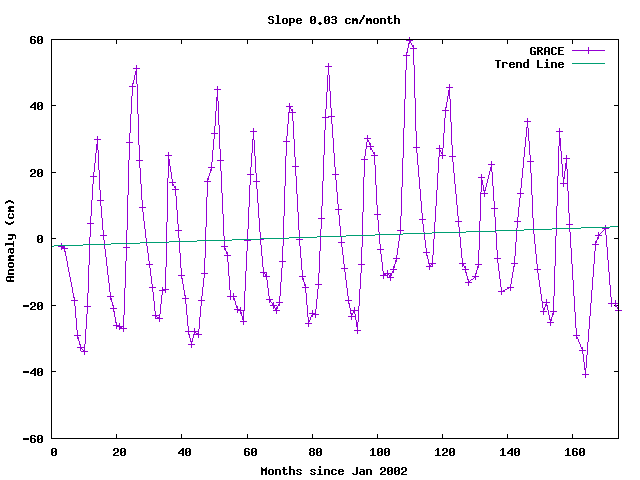 Slope 0.03 cm/month
60
40
20
0
-20
-40
-60
Anomaly (cm)
GRACE
Trend Line
0 20 40 60 80 100 120 140 160
Months since Jan 2002